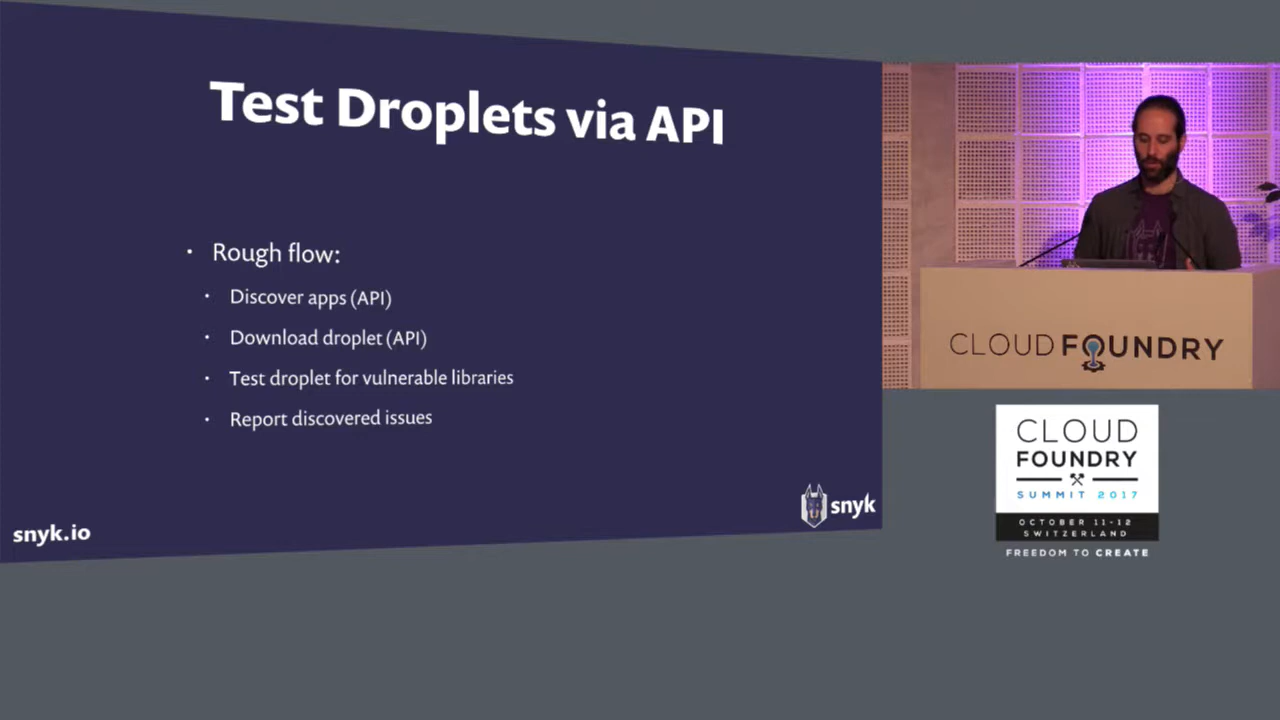 Test Droplets via API
• Rough flow:
• Discover apps (API)
• Download droplet (API)
• Test droplet for vulnerable libraries
• Report discovered issues
snyk.io
snyk
CLOUD FOUNDRY
CLOUD
FOUNDRY
SUMMIT 2017
OCTOBER 11-12
SWITZERLAND
FREEDOM TO CREATE